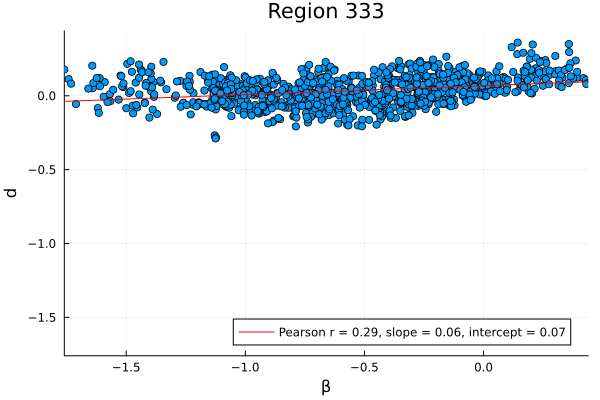 Region 333
0.0
−0.5
−1.0
−1.5
d
Pearson r = 0.29, slope = 0.06, intercept = 0.07
−1.5 −1.0 −0.5 0.0
β